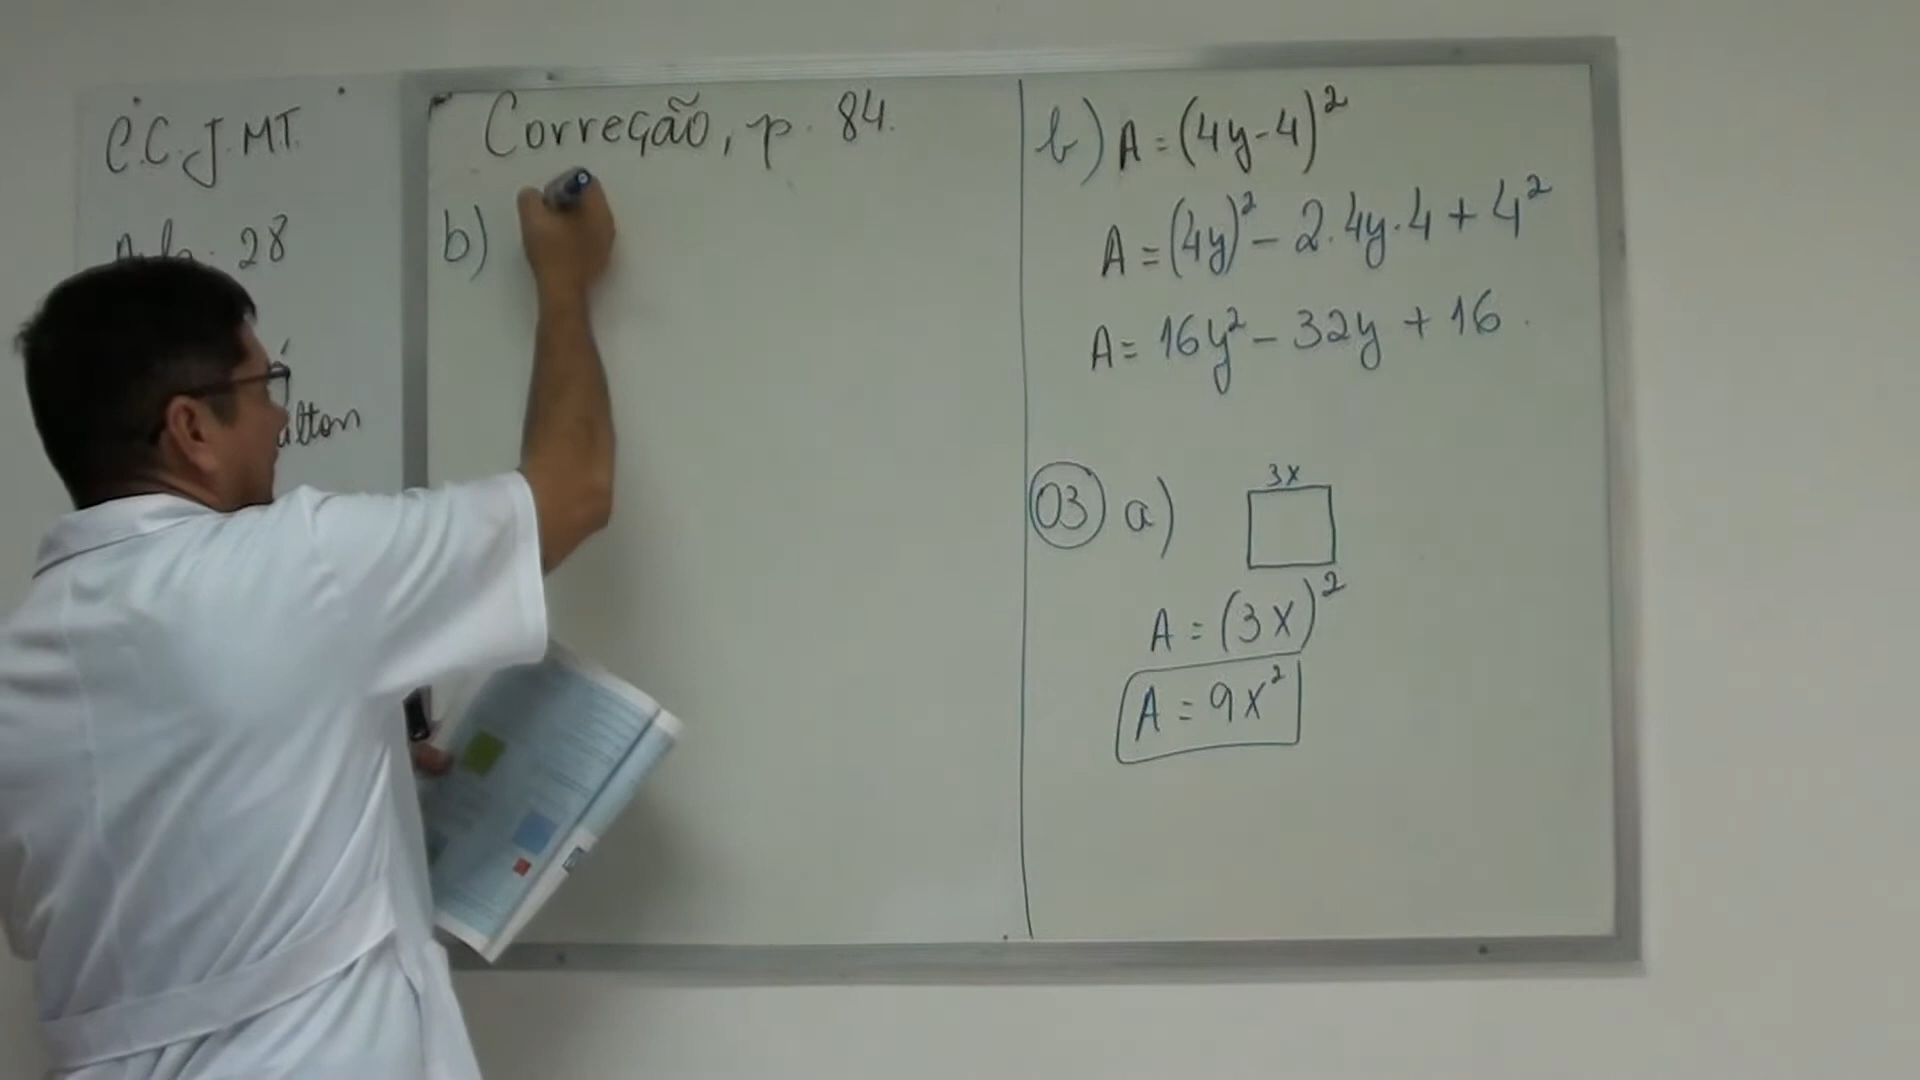 C.C.J.MT.
28
Correção, p. 84.
b)
b) A = (4y-4)²
A = (4y)² - 2.4y.4 + 4²
A = 16y² - 32y + 16.
03 a)
3x
A = (3x)²
A = 9x²